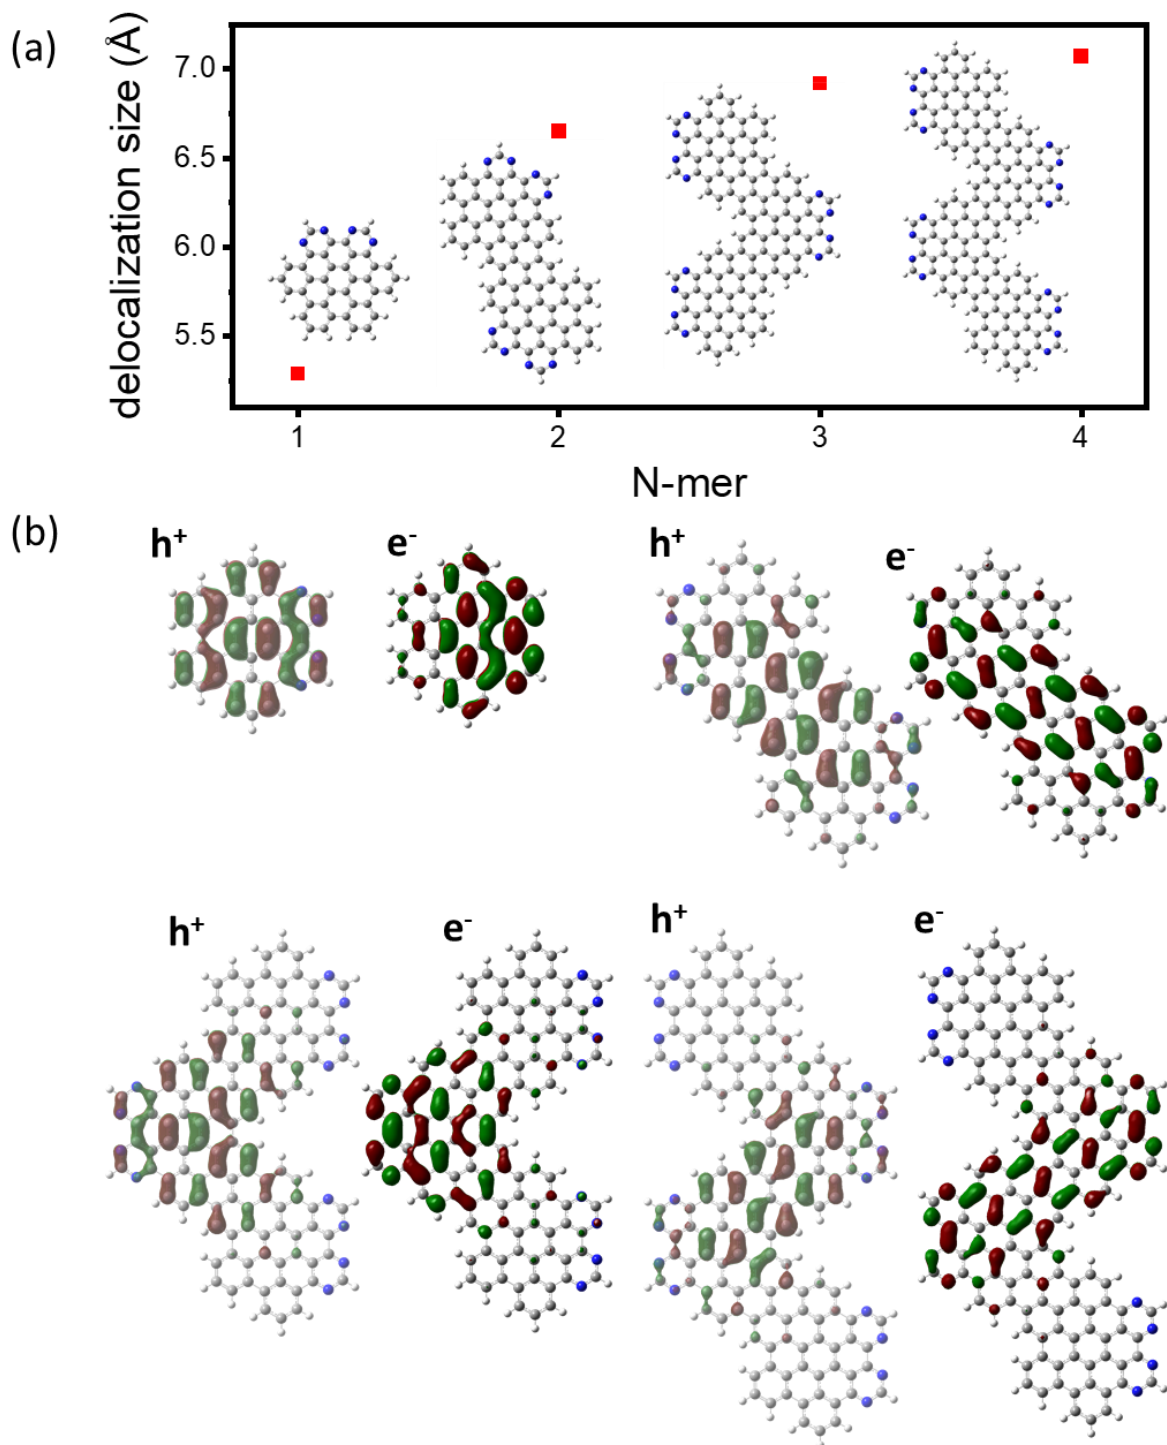 (a)
delocalization size (Å)
7.0
6.5
6.0
5.5
1 2 3 4
N-mer
(b)
h⁺ e⁻ h⁺ e⁻
h⁺ e⁻ h⁺ e⁻